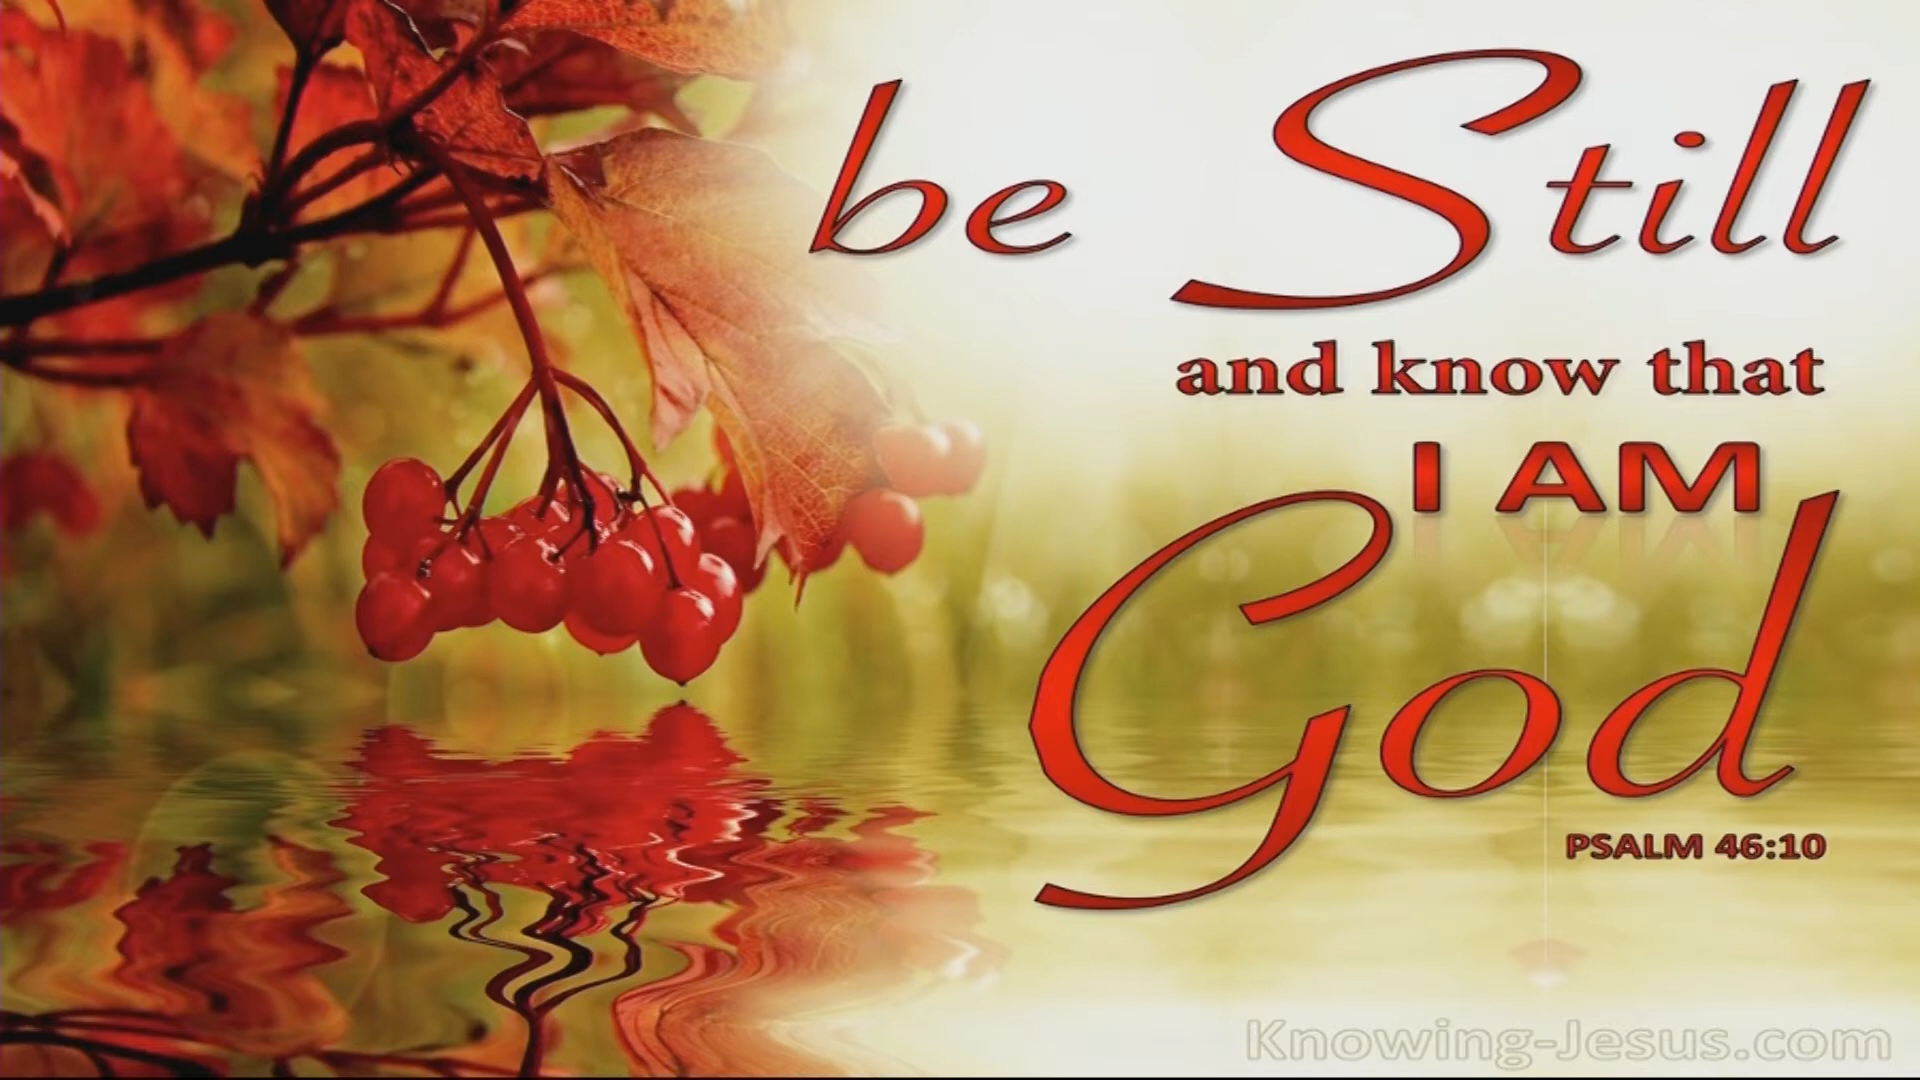 be Still
and know that
I AM
God
PSALM 46:10
Knowing-Jesus.com